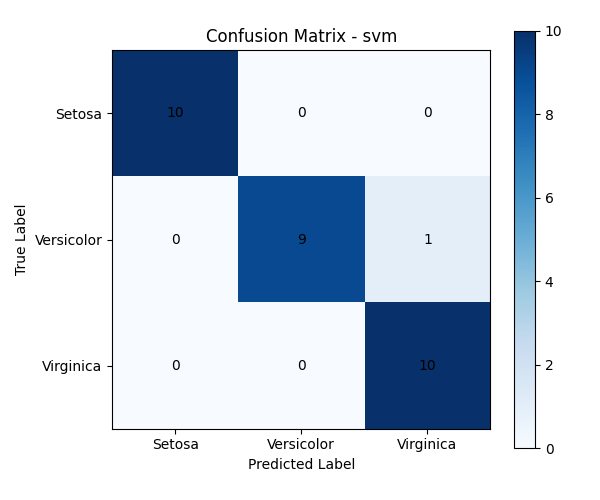 Confusion Matrix - svm
10
Setosa
10
0
0
8
6
True Label
Versicolor
0
9
1
4
2
Virginica
0
0
10
0
Setosa
Versicolor
Virginica
Predicted Label